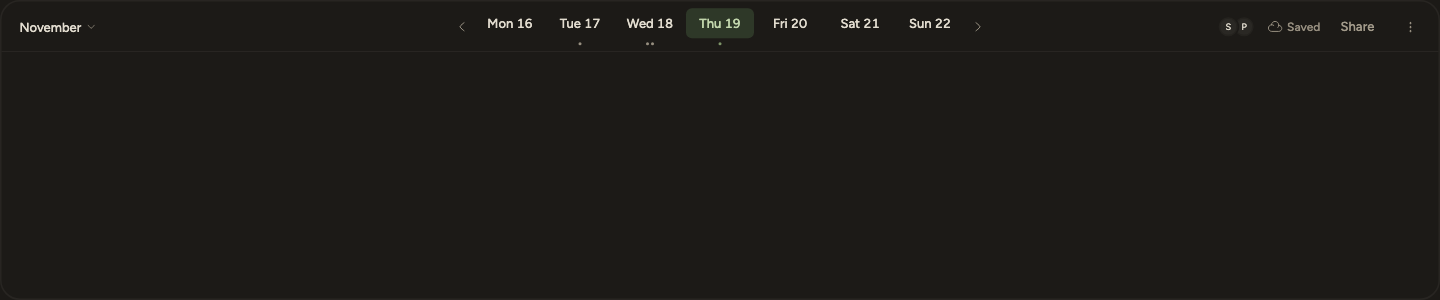 November
Mon 16 Tue 17 Wed 18 Thu 19 Fri 20 Sat 21 Sun 22
S P Saved Share